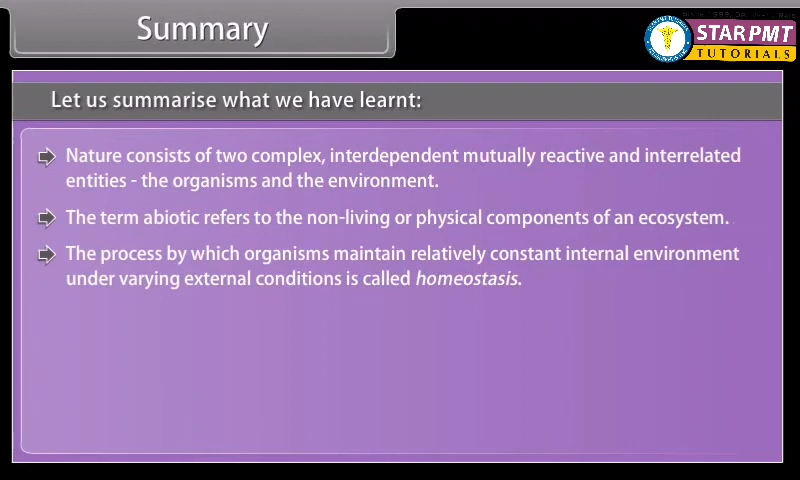 Summary
STAR PMT
TUTORIALS
Let us summarise what we have learnt:
Nature consists of two complex, interdependent mutually reactive and interrelated
entities - the organisms and the environment.
The term abiotic refers to the non-living or physical components of an ecosystem.
The process by which organisms maintain relatively constant internal environment
under varying external conditions is called homeostasis.